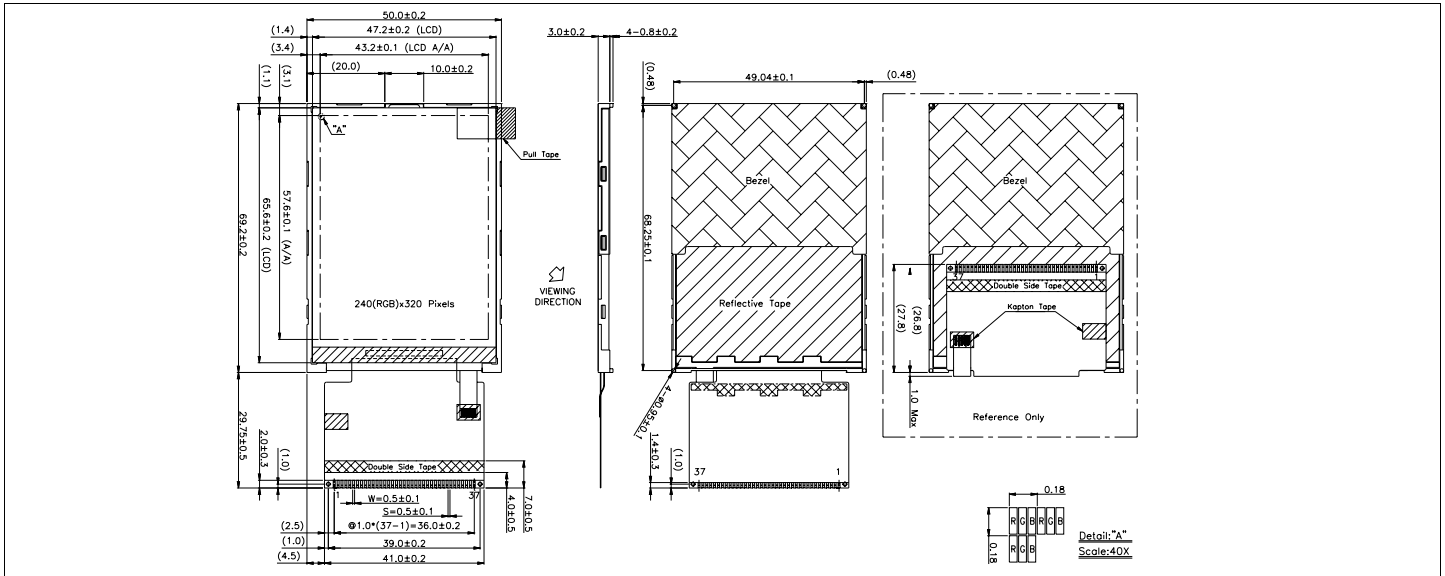 50.0±0.2
(1.4)
47.2±0.2 (LCD)
(3.4)
43.2±0.1 (LCD A/A)
(20.0)
10.0±0.2
(1.1)
(3.1)
"A"
Pull Tape
69.2±0.2
65.6±0.2 (LCD)
57.6±0.1 (A/A)
240(RGB)x320 Pixels
29.75±0.5
2.0±0.3
(1.0)
Double Side Tape
1
37
W=0.5±0.1
S=0.5±0.1
4.0±0.5
7.0±0.5
(2.5)
@1.0*(37-1)=36.0±0.2
(1.0)
39.0±0.2
(4.5)
41.0±0.2
3.0±0.2
4-0.8±0.2
VIEWING
DIRECTION
(0.48)
49.04±0.1
(0.48)
68.25±0.1
Bezel
Reflective Tape
4-ø0.95±0.1
1.4±0.3
(1.0)
37
1
Bezel
37
1
Double Side Tape
Kapton Tape
(27.8)
(26.8)
1.0 Max
Reference Only
0.18
R G B R G B
R G B
0.18
Detail:"A"
Scale:40X